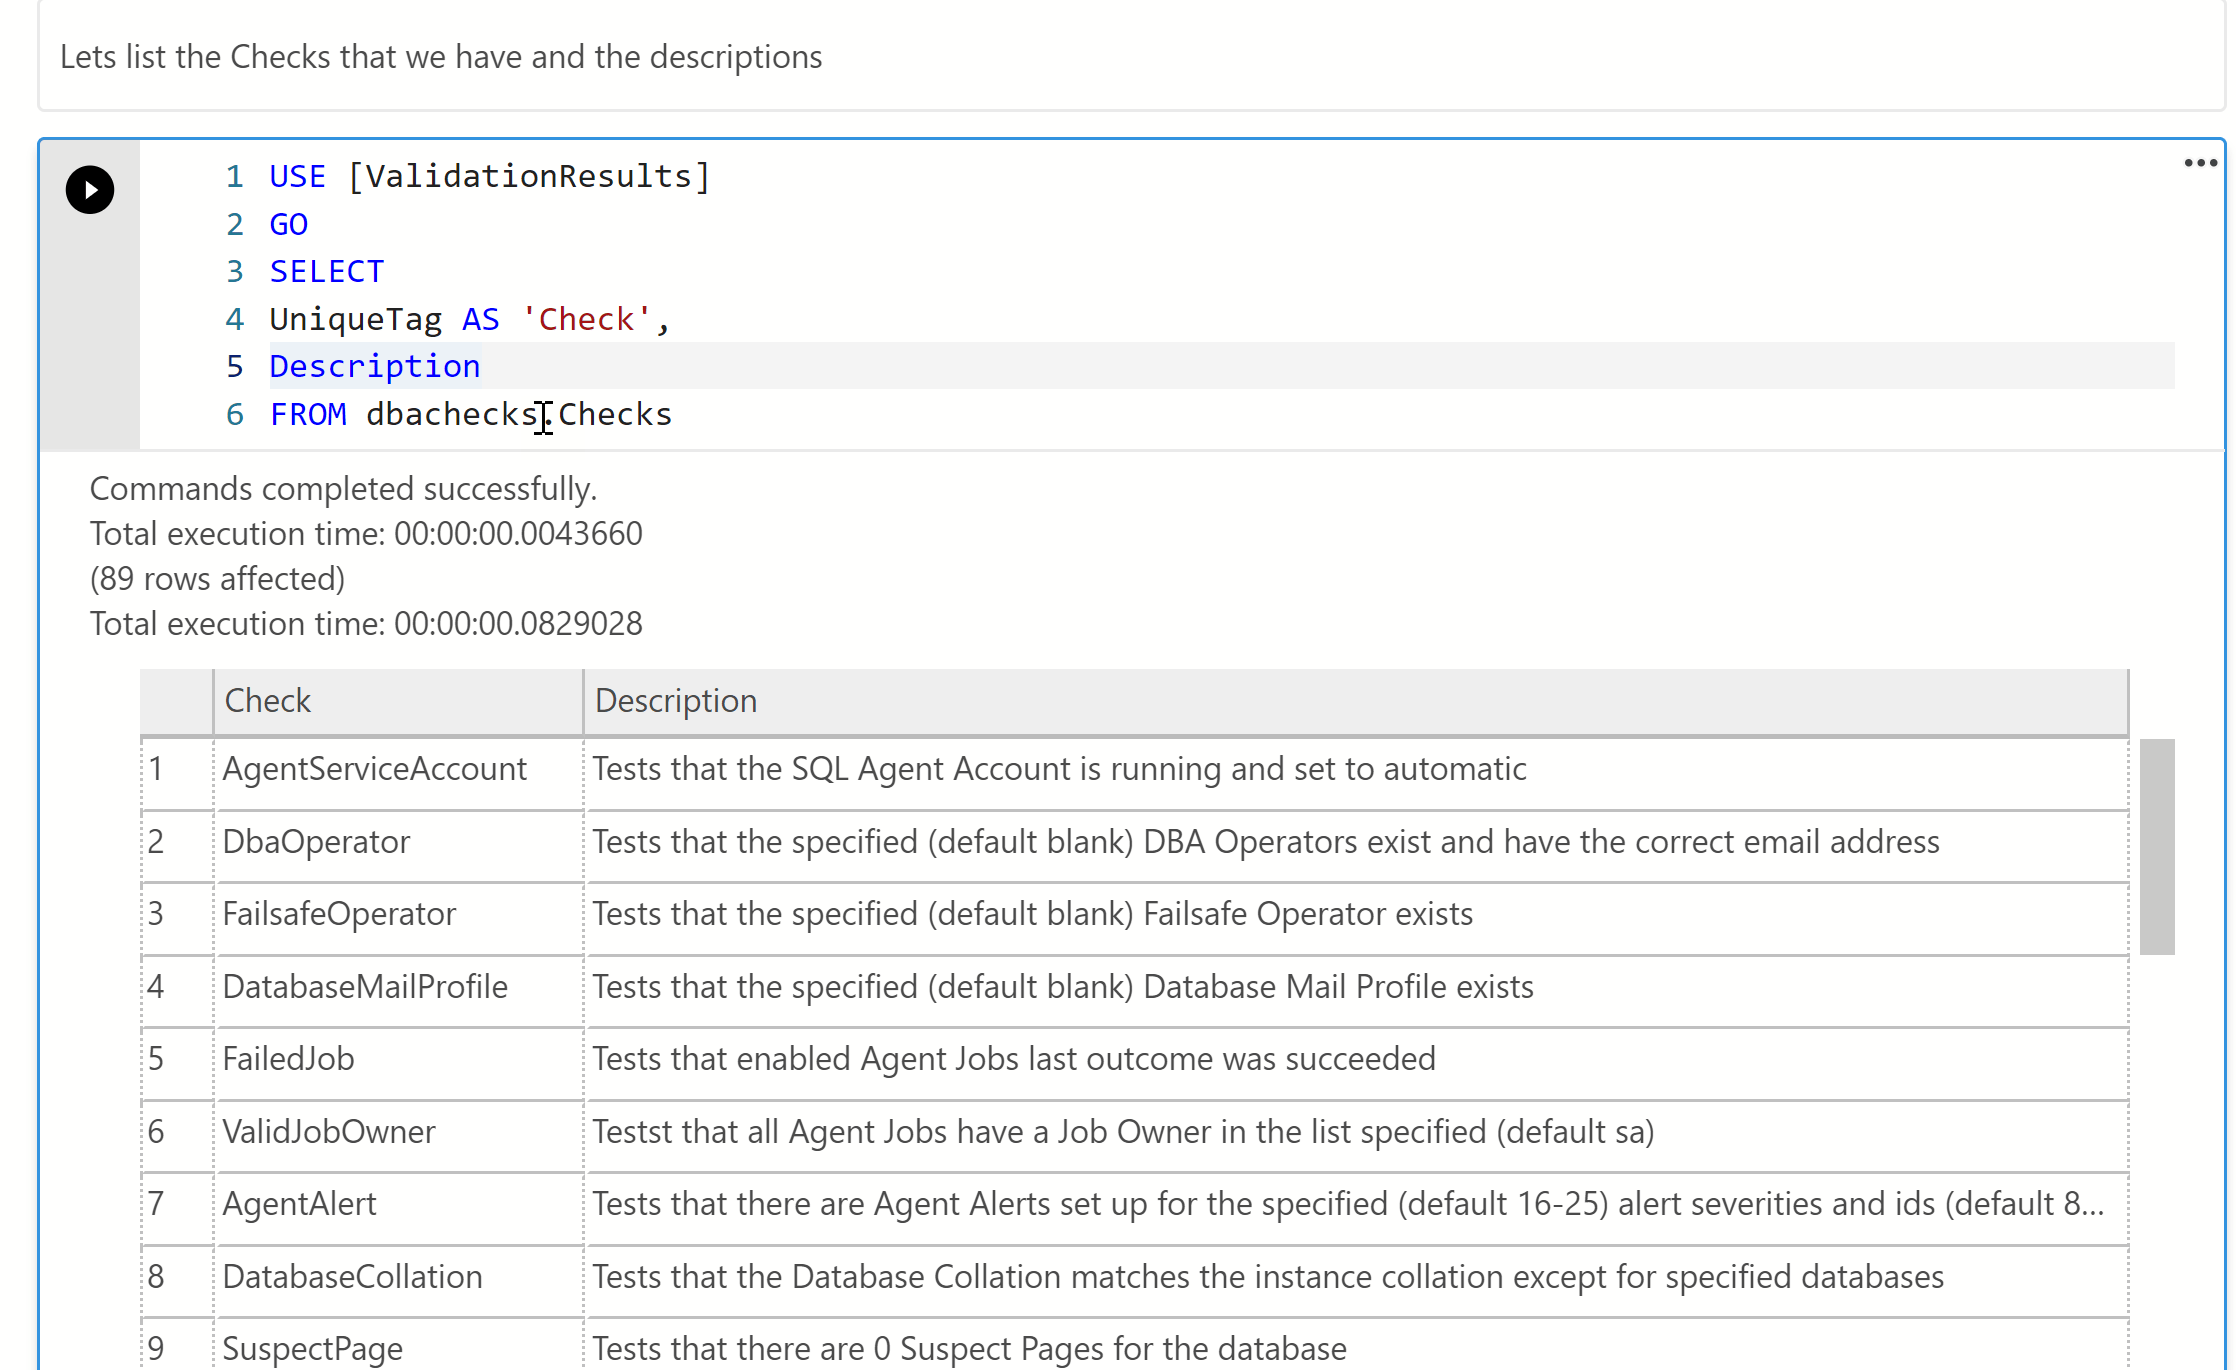 Lets list the Checks that we have and the descriptions
1 USE [ValidationResults]
2 GO
3 SELECT
4 UniqueTag AS 'Check',
5 Description
6 FROM dbachecks.Checks
Commands completed successfully.
Total execution time: 00:00:00.0043660
(89 rows affected)
Total execution time: 00:00:00.0829028
Check Description
1 AgentServiceAccount Tests that the SQL Agent Account is running and set to automatic
2 DbaOperator Tests that the specified (default blank) DBA Operators exist and have the correct email address
3 FailsafeOperator Tests that the specified (default blank) Failsafe Operator exists
4 DatabaseMailProfile Tests that the specified (default blank) Database Mail Profile exists
5 FailedJob Tests that enabled Agent Jobs last outcome was succeeded
6 ValidJobOwner Testst that all Agent Jobs have a Job Owner in the list specified (default sa)
7 AgentAlert Tests that there are Agent Alerts set up for the specified (default 16-25) alert severities and ids (default 8...
8 DatabaseCollation Tests that the Database Collation matches the instance collation except for specified databases
9 SuspectPage Tests that there are 0 Suspect Pages for the database